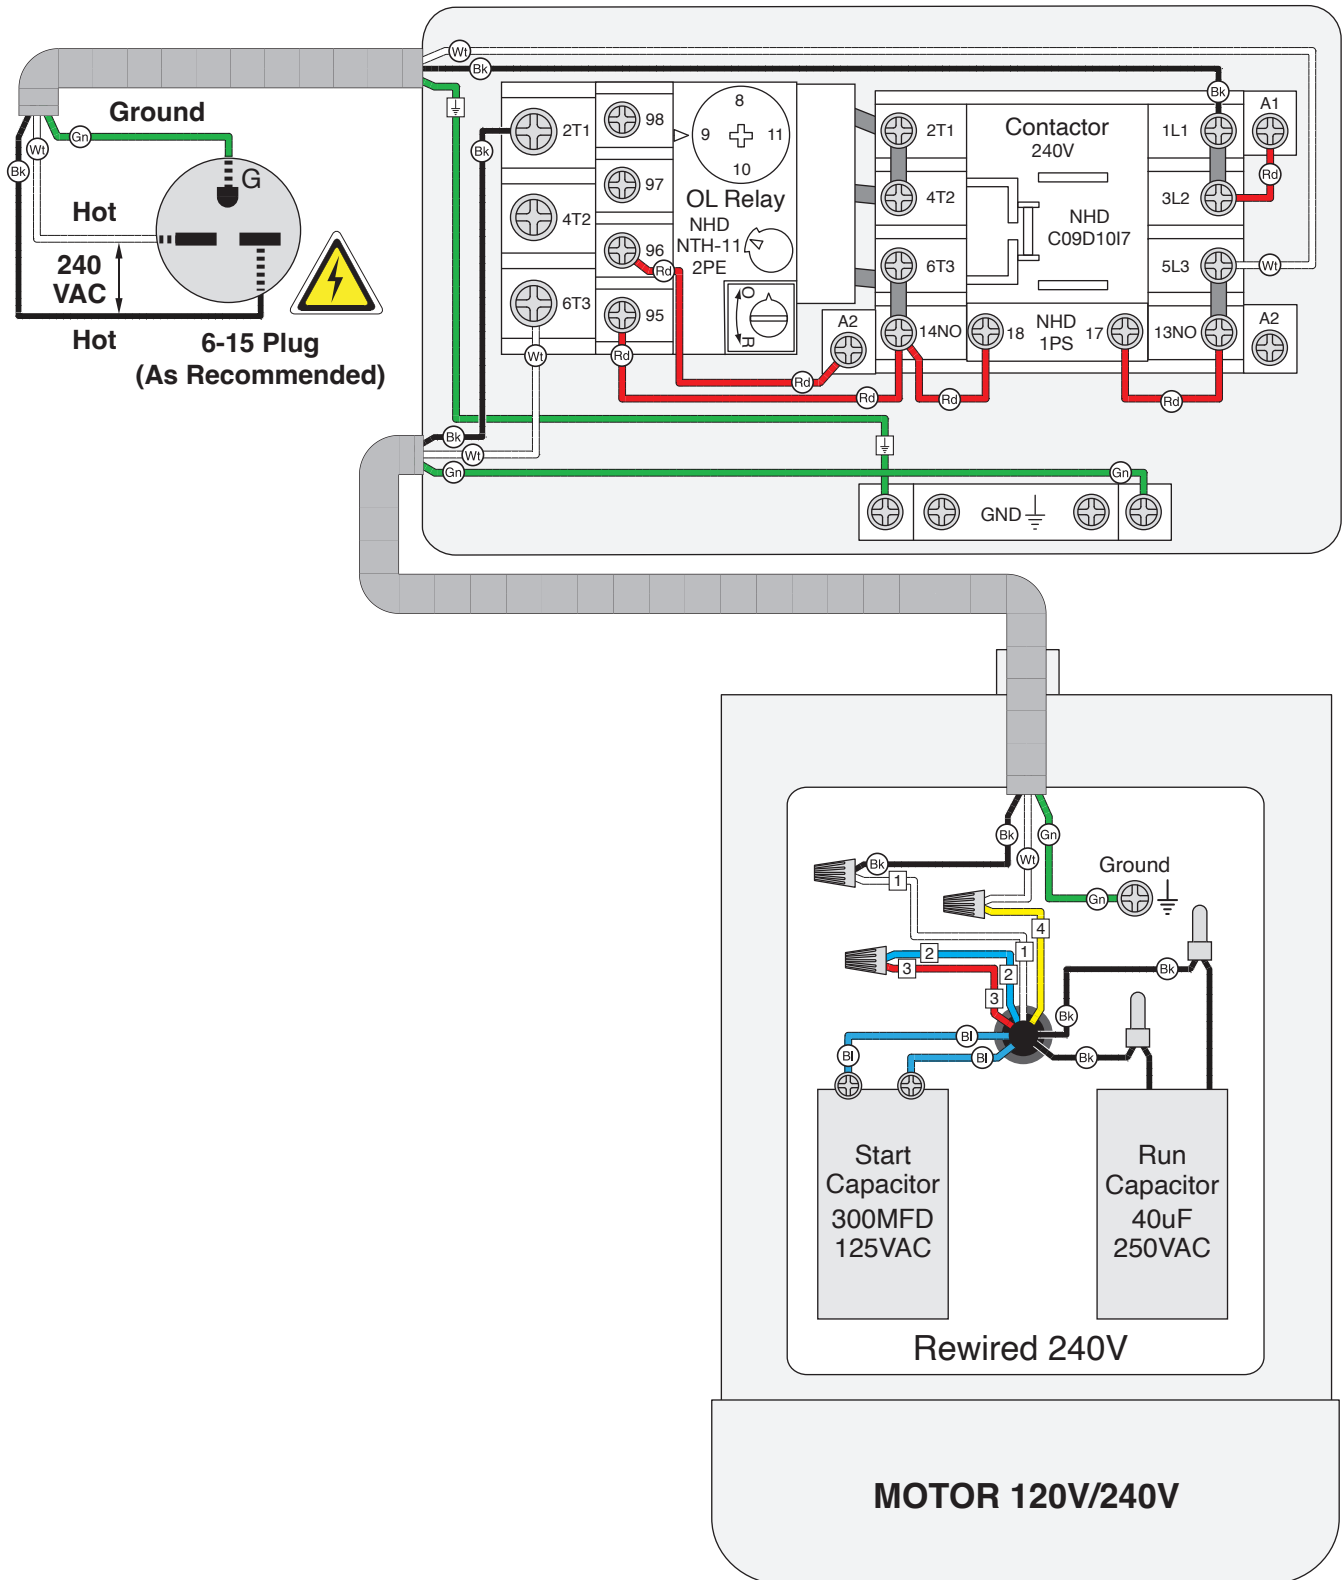 Wt
Bk
Ground
Gn
Wt
Bk
G
Hot
240
VAC
Hot
6-15 Plug
(As Recommended)
Bk
2T1
4T2
6T3
98
97
96
95
8
9
11
10
OL Relay
NHD
NTH-11
2PE
O
R
Rd
Rd
Wt
A2
2T1
4T2
6T3
14NO
Contactor
240V
NHD
C09D10I7
18
NHD
1PS
17
Bk
1L1
3L2
5L3
13NO
A1
Rd
Wt
A2
Rd
Rd
Rd
Rd
Bk
Wt
Gn
Gn
GND
Bk
Gn
Wt
Bk
1
Ground
Gn
4
1
2
3
2
3
Bk
Bk
Bl
Bl
Bl
Bk
Start
Capacitor
300MFD
125VAC
Run
Capacitor
40uF
250VAC
Rewired 240V
MOTOR 120V/240V